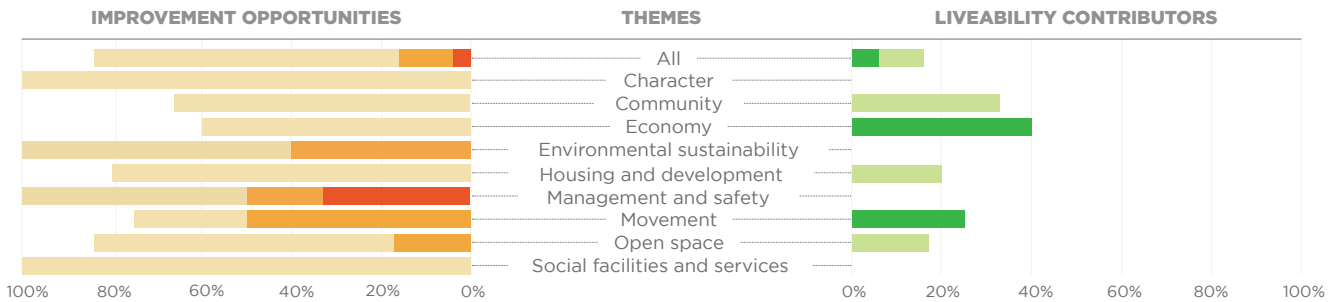 IMPROVEMENT OPPORTUNITIES THEMES LIVEABILITY CONTRIBUTORS
All
Character
Community
Economy
Environmental sustainability
Housing and development
Management and safety
Movement
Open space
Social facilities and services
100% 80% 60% 40% 20% 0% 0% 20% 40% 60% 80% 100%